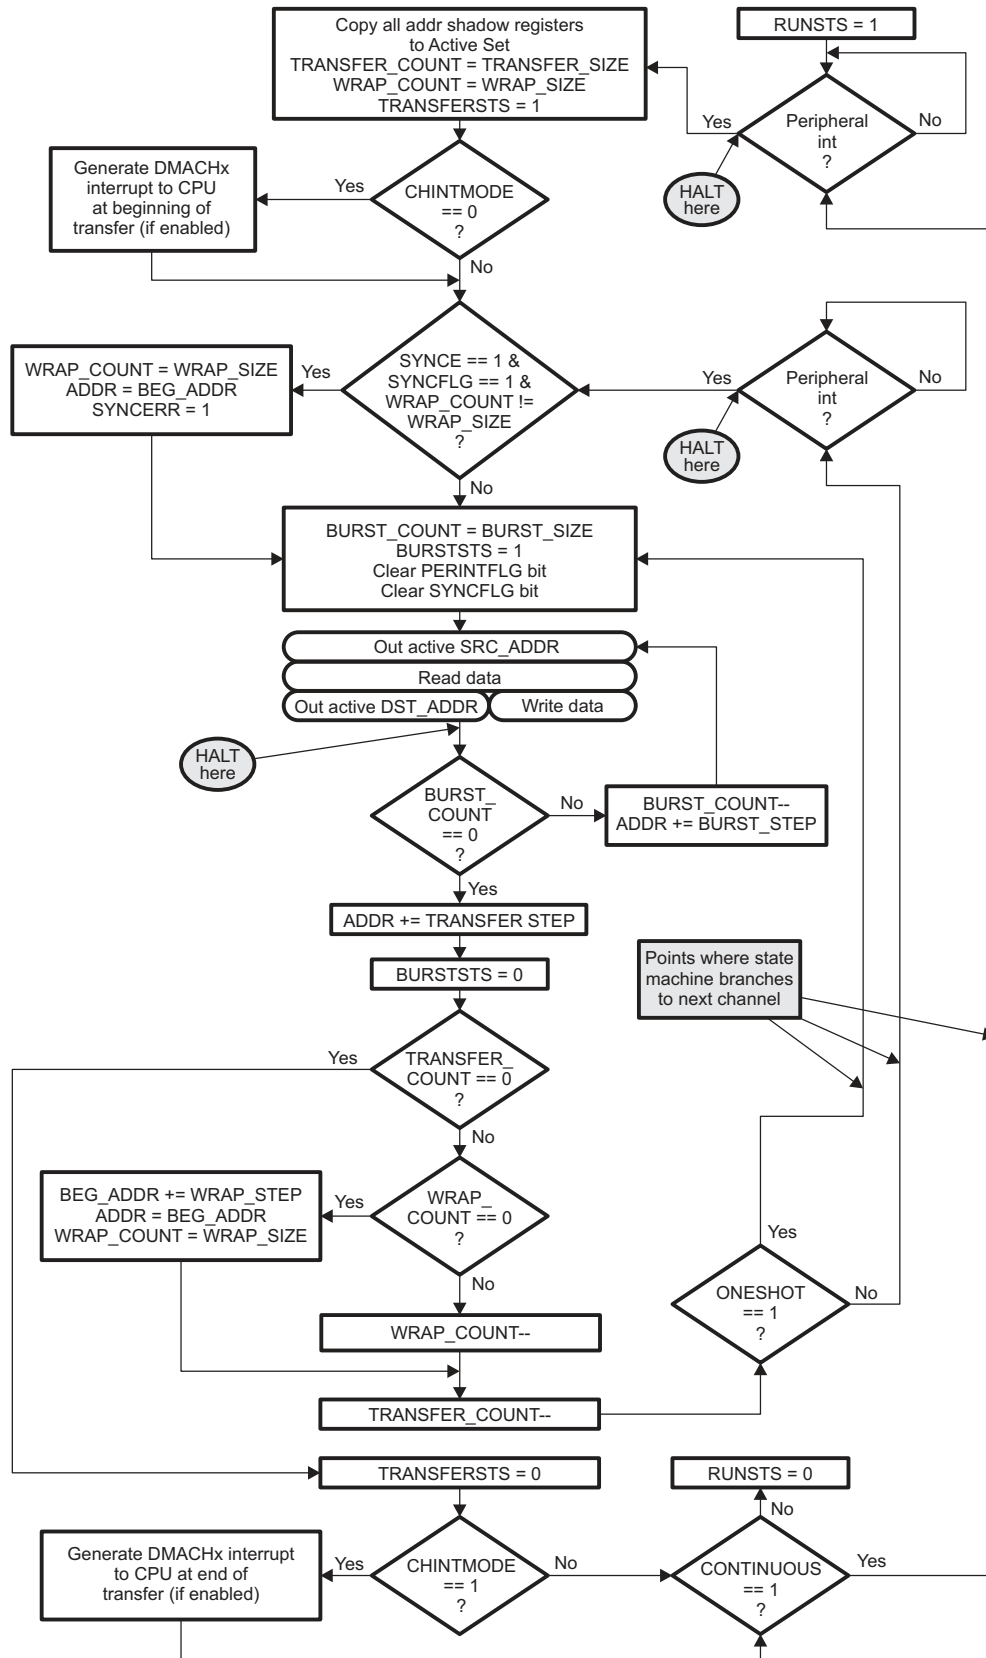 Copy all addr shadow registers
to Active Set
TRANSFER_COUNT = TRANSFER_SIZE
WRAP_COUNT = WRAP_SIZE
TRANSFERSTS = 1
RUNSTS = 1
Peripheral
int
?
Yes
No
HALT
here
Generate DMACHx
interrupt to CPU
at beginning of
transfer (if enabled)
Yes
CHINTMODE
== 0
?
No
WRAP_COUNT = WRAP_SIZE
ADDR = BEG_ADDR
SYNCERR = 1
Yes
SYNCE == 1 &
SYNCFLG == 1 &
WRAP_COUNT !=
WRAP_SIZE
?
No
Yes
Peripheral
int
?
No
HALT
here
BURST_COUNT = BURST_SIZE
BURSTSTS = 1
Clear PERINTFLG bit
Clear SYNCFLG bit
Out active SRC_ADDR
Read data
Out active DST_ADDR
Write data
HALT
here
BURST_
COUNT
== 0
?
No
BURST_COUNT--
ADDR += BURST_STEP
Yes
ADDR += TRANSFER STEP
BURSTSTS = 0
Points where state
machine branches
to next channel
Yes
TRANSFER_
COUNT == 0
?
No
BEG_ADDR += WRAP_STEP
ADDR = BEG_ADDR
WRAP_COUNT = WRAP_SIZE
Yes
WRAP_
COUNT == 0
?
No
Yes
ONESHOT
== 1
?
No
WRAP_COUNT--
TRANSFER_COUNT--
TRANSFERSTS = 0
RUNSTS = 0
No
Generate DMACHx interrupt
to CPU at end of
transfer (if enabled)
Yes
CHINTMODE
== 1
?
No
CONTINUOUS
== 1
?
Yes